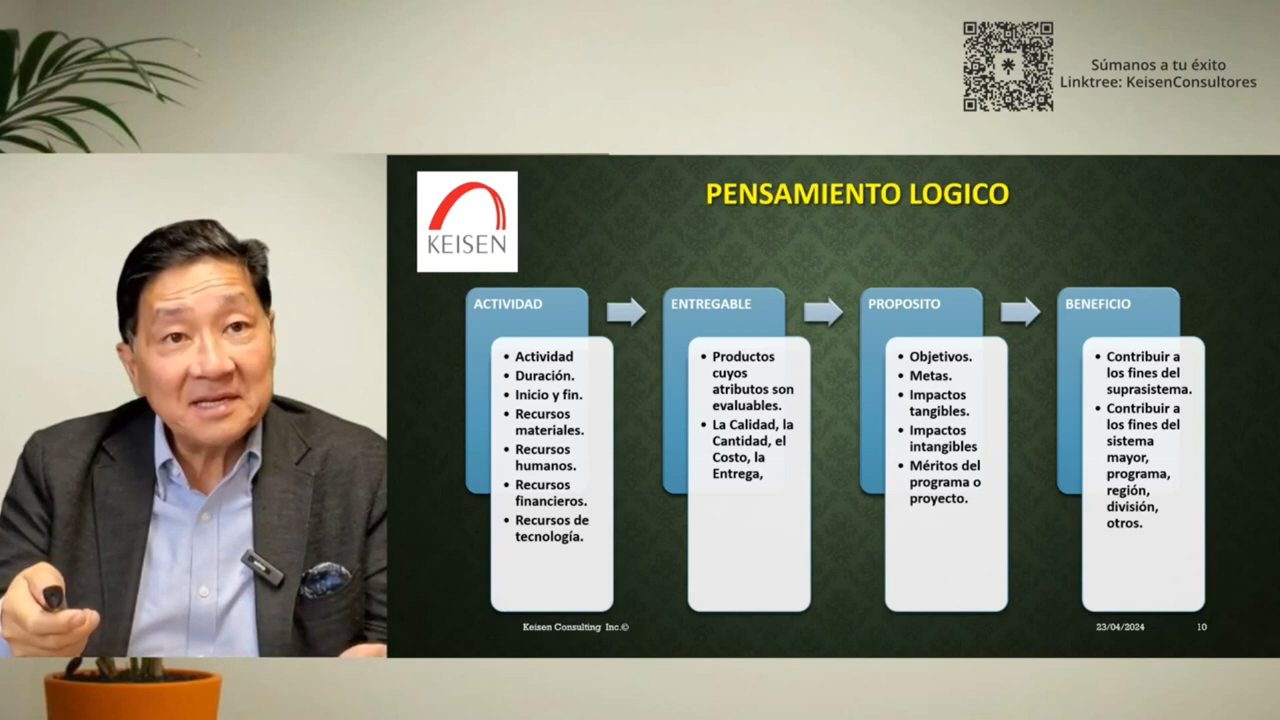 Súmanos a tu éxito
Linktree: KeisenConsultores
KEISEN
PENSAMIENTO LOGICO
ACTIVIDAD
• Actividad
• Duración.
• Inicio y fin.
• Recursos
materiales.
• Recursos
humanos.
• Recursos
financieros.
• Recursos de
tecnología.
ENTREGABLE
• Productos
cuyos
atributos son
evaluables.
• La Calidad, la
Cantidad, el
Costo, la
Entrega,
PROPOSITO
• Objetivos.
• Metas.
• Impactos
tangibles.
• Impactos
intangibles
• Méritos del
programa o
proyecto.
BENEFICIO
• Contribuir a
los fines del
suprasistema.
• Contribuir a
los fines del
sistema
mayor,
programa,
región,
división,
otros.
Keisen Consulting Inc.©
23/04/2024
10